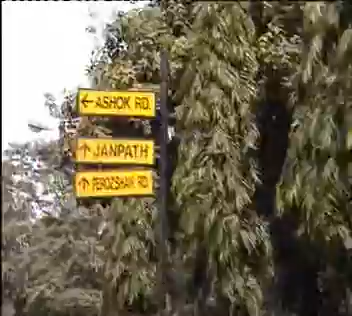 ← ASHOK RD.
↑ JANPATH
↑ FEROZSHAH RD.